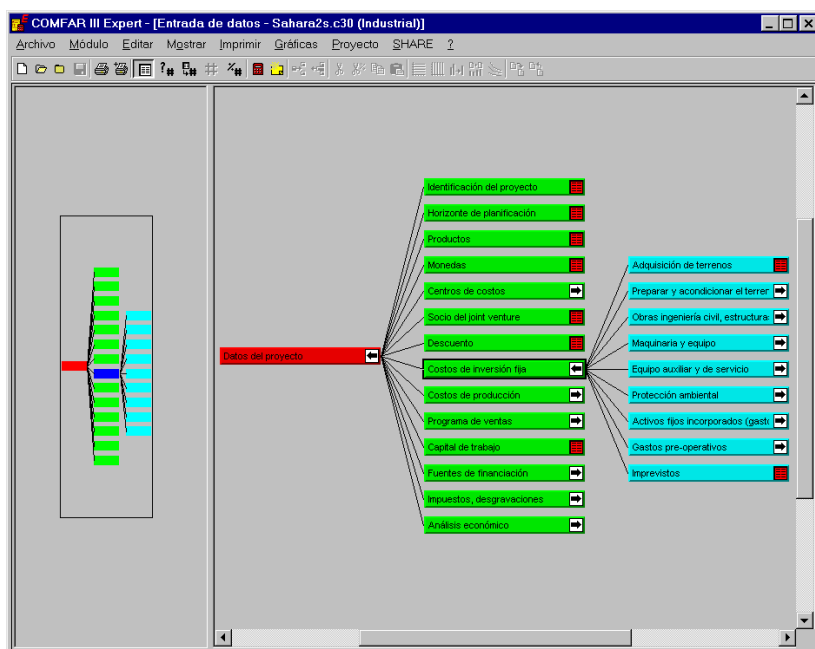 COMFAR III Expert - [Entrada de datos - Sahara2s.c30 (Industrial)]
Archivo Módulo Editar Mostrar Imprimir Gráficas Proyecto SHARE ?
Identificación del proyecto
Horizonte de planificación
Productos
Monedas
Centros de costos
Socio del joint venture
Descuento
Datos del proyecto
Costos de inversión fija
Costos de producción
Programa de ventas
Capital de trabajo
Fuentes de financiación
Impuestos, desgravaciones
Análisis económico
Adquisición de terrenos
Preparar y acondicionar el terren
Obras ingeniería civil, estructuras
Maquinaria y equipo
Equipo auxiliar y de servicio
Protección ambiental
Activos fijos incorporados (gasto
Gastos pre-operativos
Imprevistos